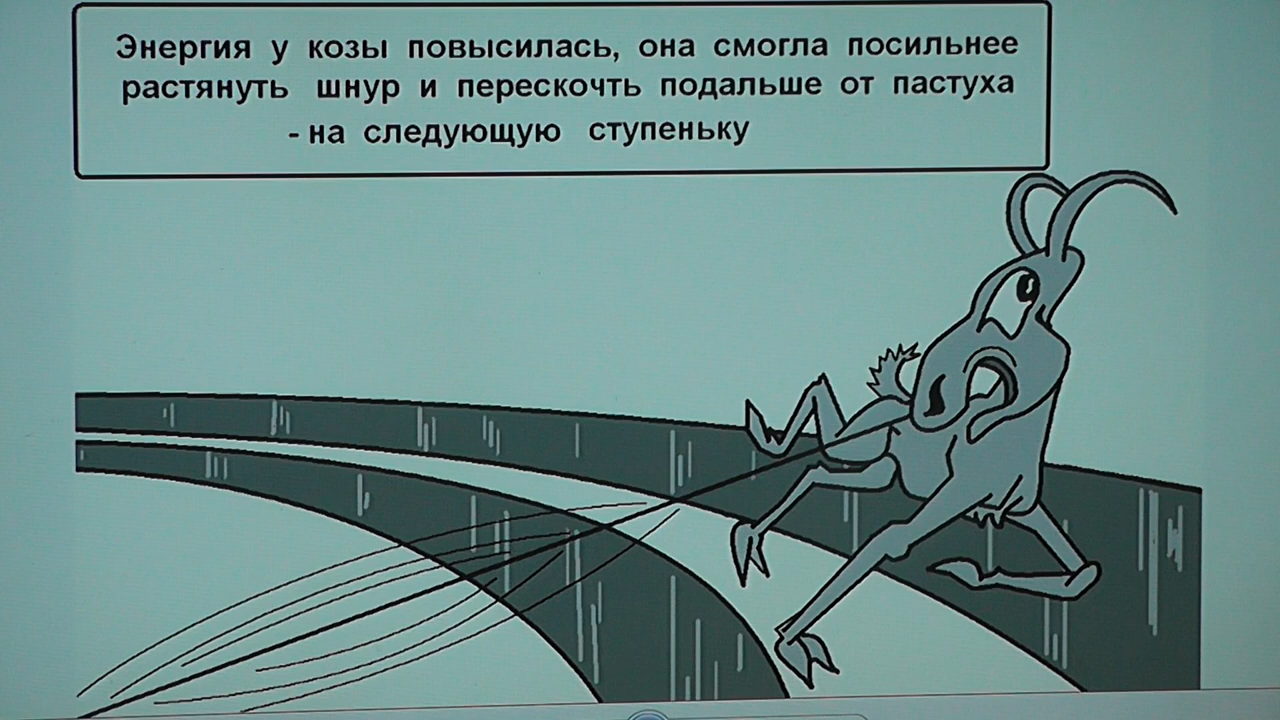 Энергия у козы повысилась, она смогла посильнее
растянуть шнур и перескочть подальше от пастуха
- на следующую ступеньку